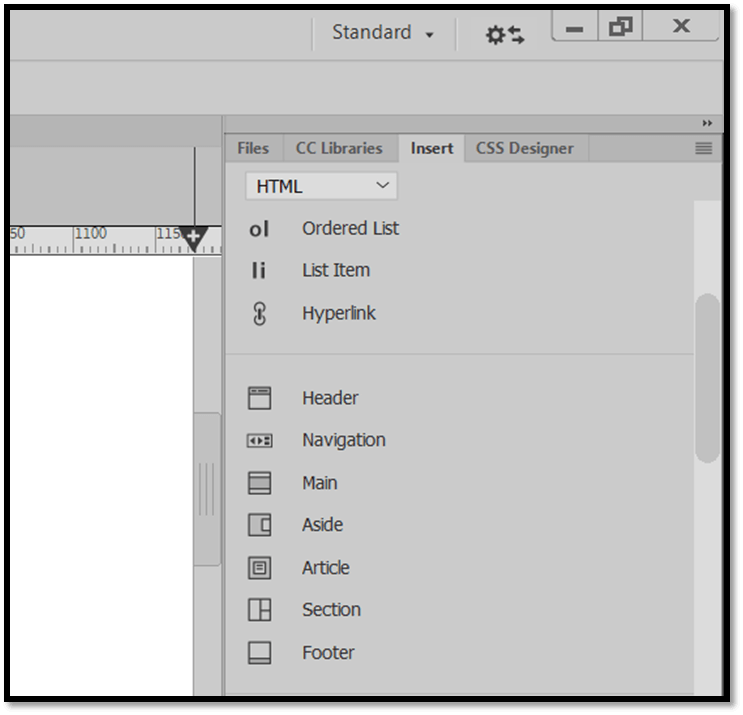 Standard
Files CC Libraries Insert CSS Designer
HTML
50 1100 115
ol Ordered List
li List Item
Hyperlink
Header
Navigation
Main
Aside
Article
Section
Footer